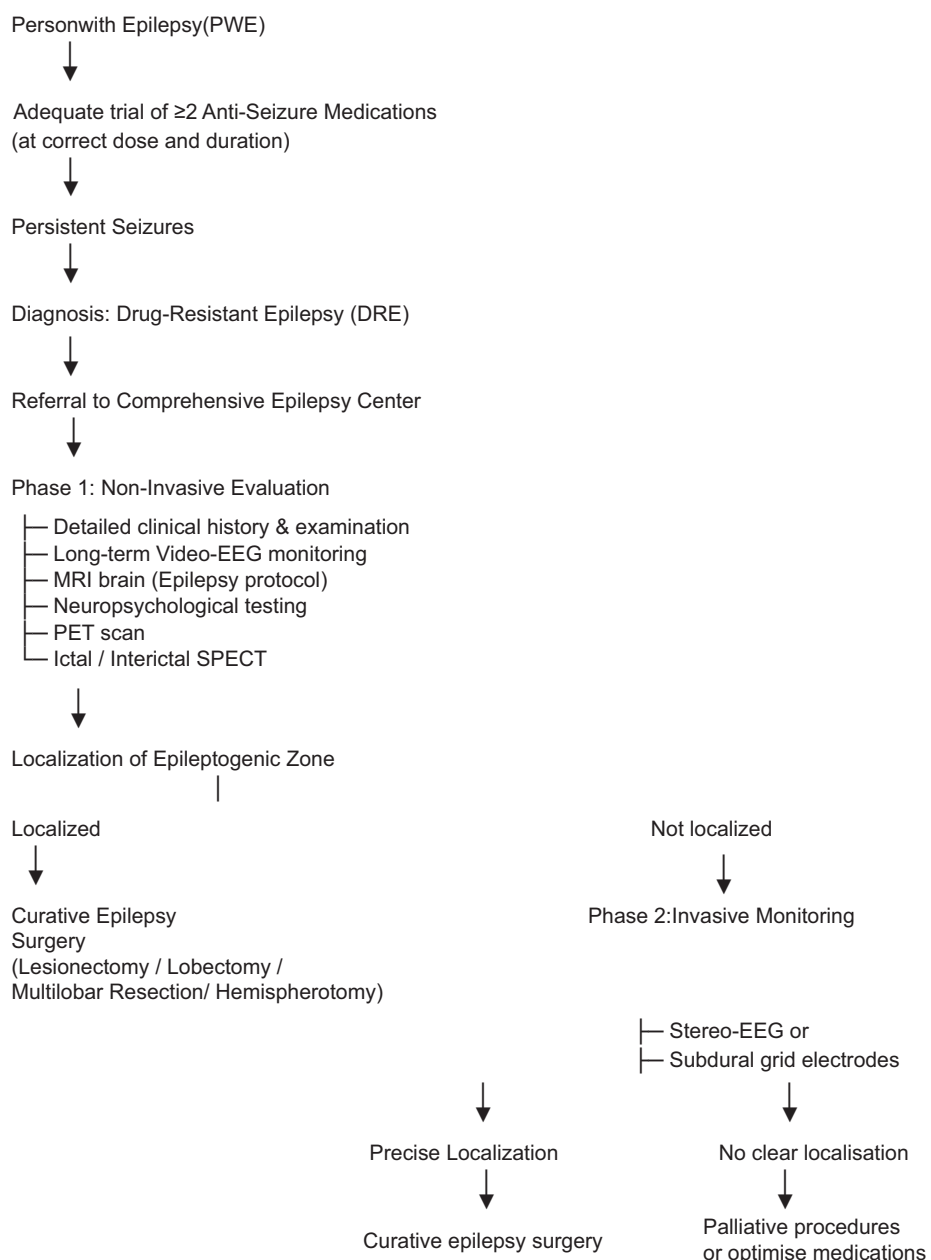 Personwith Epilepsy(PWE)
Adequate trial of ≥2 Anti-Seizure Medications
(at correct dose and duration)
Persistent Seizures
Diagnosis: Drug-Resistant Epilepsy (DRE)
Referral to Comprehensive Epilepsy Center
Phase 1: Non-Invasive Evaluation
Detailed clinical history & examination
Long-term Video-EEG monitoring
MRI brain (Epilepsy protocol)
Neuropsychological testing
PET scan
Ictal / Interictal SPECT
Localization of Epileptogenic Zone
Localized
Not localized
Curative Epilepsy
Surgery
(Lesionectomy / Lobectomy /
Multilobar Resection/ Hemispherotomy)
Phase 2:Invasive Monitoring
Stereo-EEG or
Subdural grid electrodes
Precise Localization
No clear localisation
Curative epilepsy surgery
Palliative procedures
or optimise medications